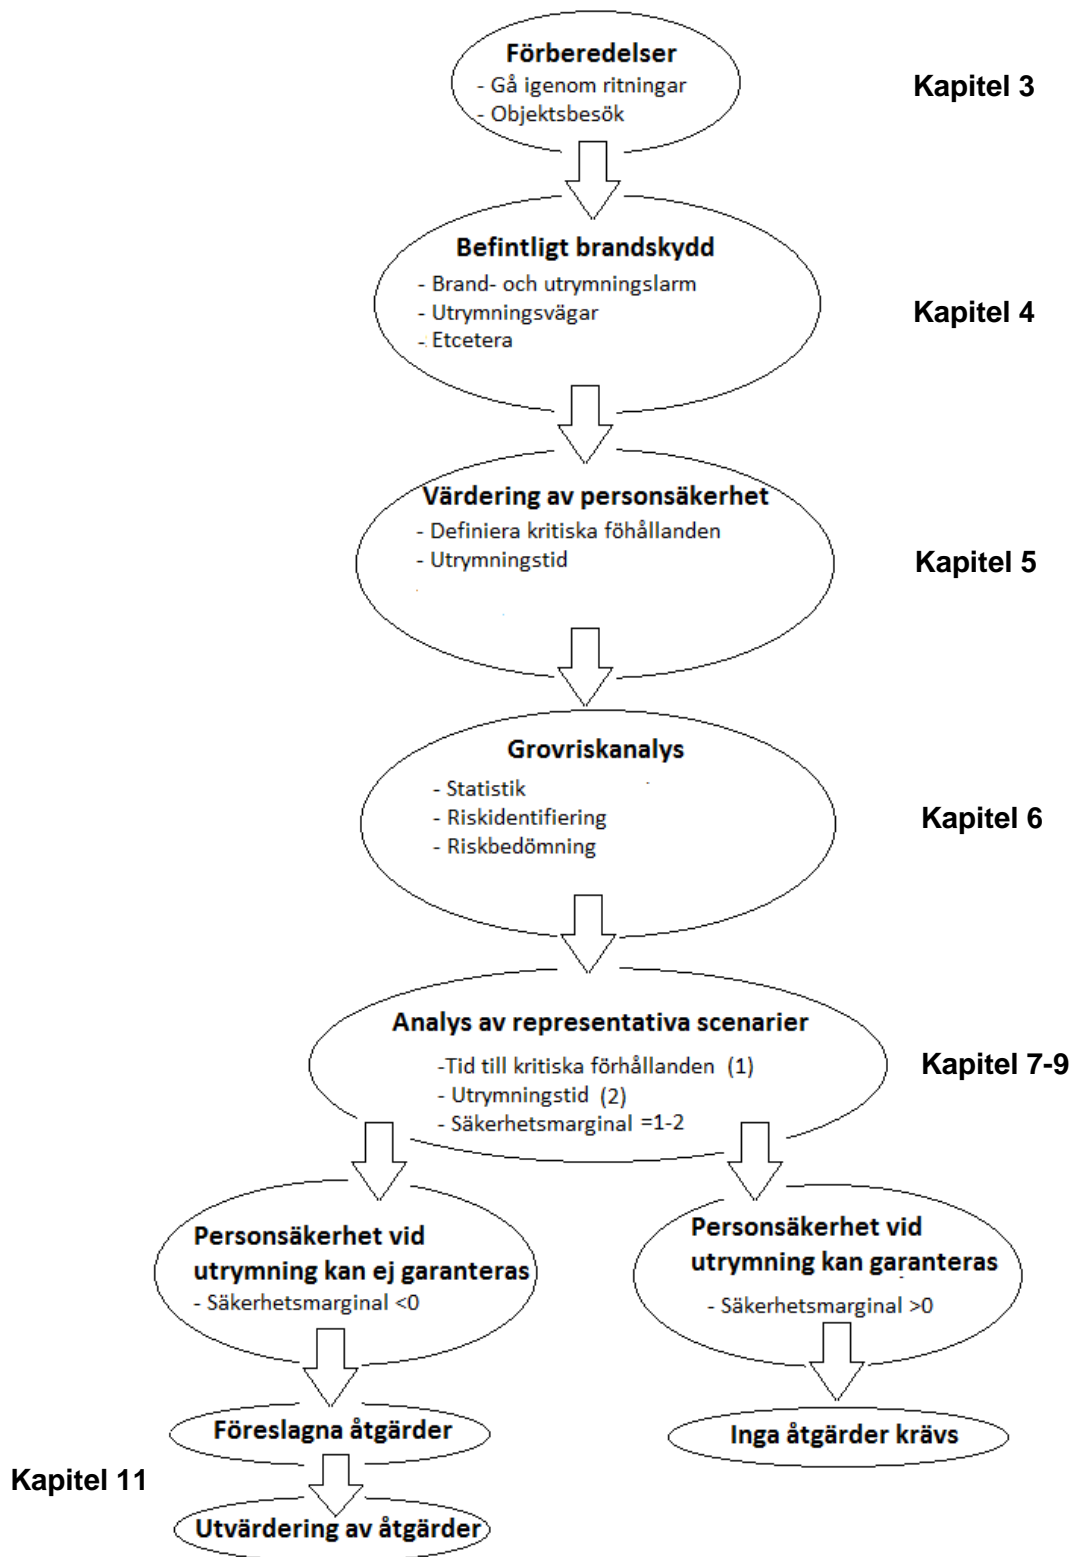 Förberedelser
- Gå igenom ritningar
- Objektsbesök
Kapitel 3
Befintligt brandskydd
- Brand- och utrymningslarm
- Utrymningsvägar
- Etcetera
Kapitel 4
Värdering av personsäkerhet
- Definiera kritiska föhållanden
- Utrymningstid
Kapitel 5
Grovriskanalys
- Statistik
- Riskidentifiering
- Riskbedömning
Kapitel 6
Analys av representativa scenarier
-Tid till kritiska förhållanden (1)
- Utrymningstid (2)
- Säkerhetsmarginal =1-2
Kapitel 7-9
Personsäkerhet vid
utrymning kan ej garanteras
- Säkerhetsmarginal <0
Personsäkerhet vid
utrymning kan garanteras
- Säkerhetsmarginal >0
Föreslagna åtgärder
Inga åtgärder krävs
Kapitel 11
Utvärdering av åtgärder